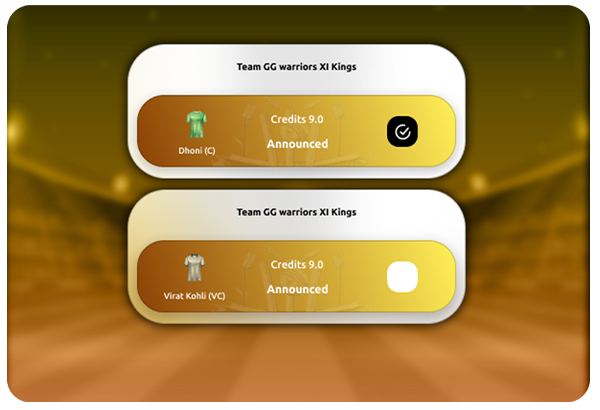 Team GG warriors XI Kings
Credits 9.0
Announced
Dhoni (C)
Team GG warriors XI Kings
Credits 9.0
Announced
Virat Kohli (VC)